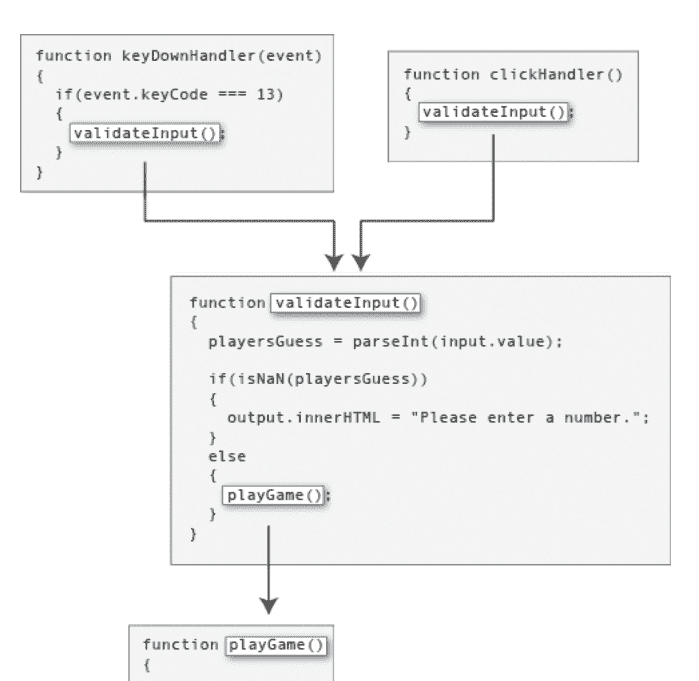 function keyDownHandler(event)
{
if(event.keyCode === 13)
{
validateInput();
}
}
function clickHandler()
{
validateInput();
}
function validateInput()
{
playersGuess = parseInt(input.value);
if(isNaN(playersGuess))
{
output.innerHTML = "Please enter a number.";
}
else
{
playGame();
}
}
function playGame()
{